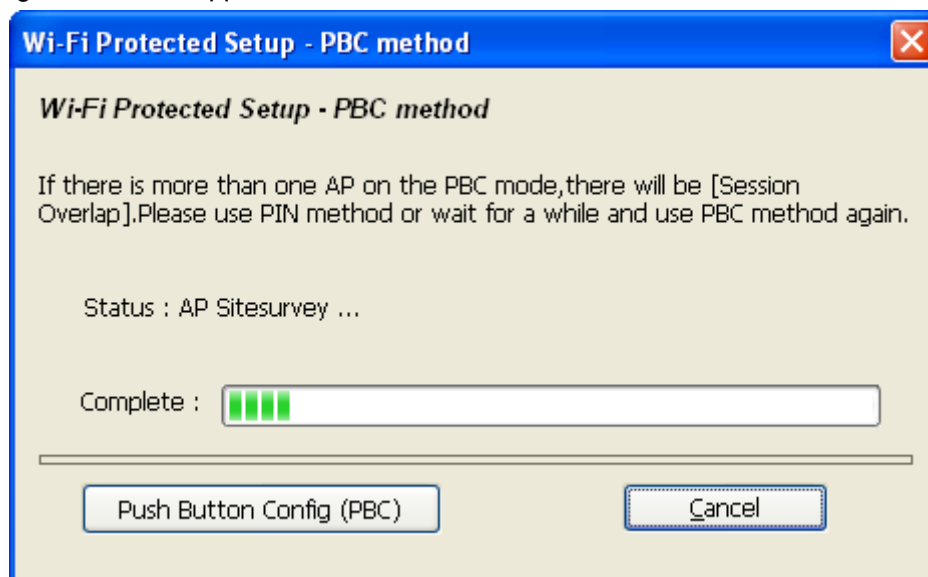 Wi-Fi Protected Setup - PBC method
Wi-Fi Protected Setup - PBC method
If there is more than one AP on the PBC mode,there will be [Session
Overlap].Please use PIN method or wait for a while and use PBC method again.
Status : AP Sitesurvey ...
Complete :
Push Button Config (PBC)
Cancel